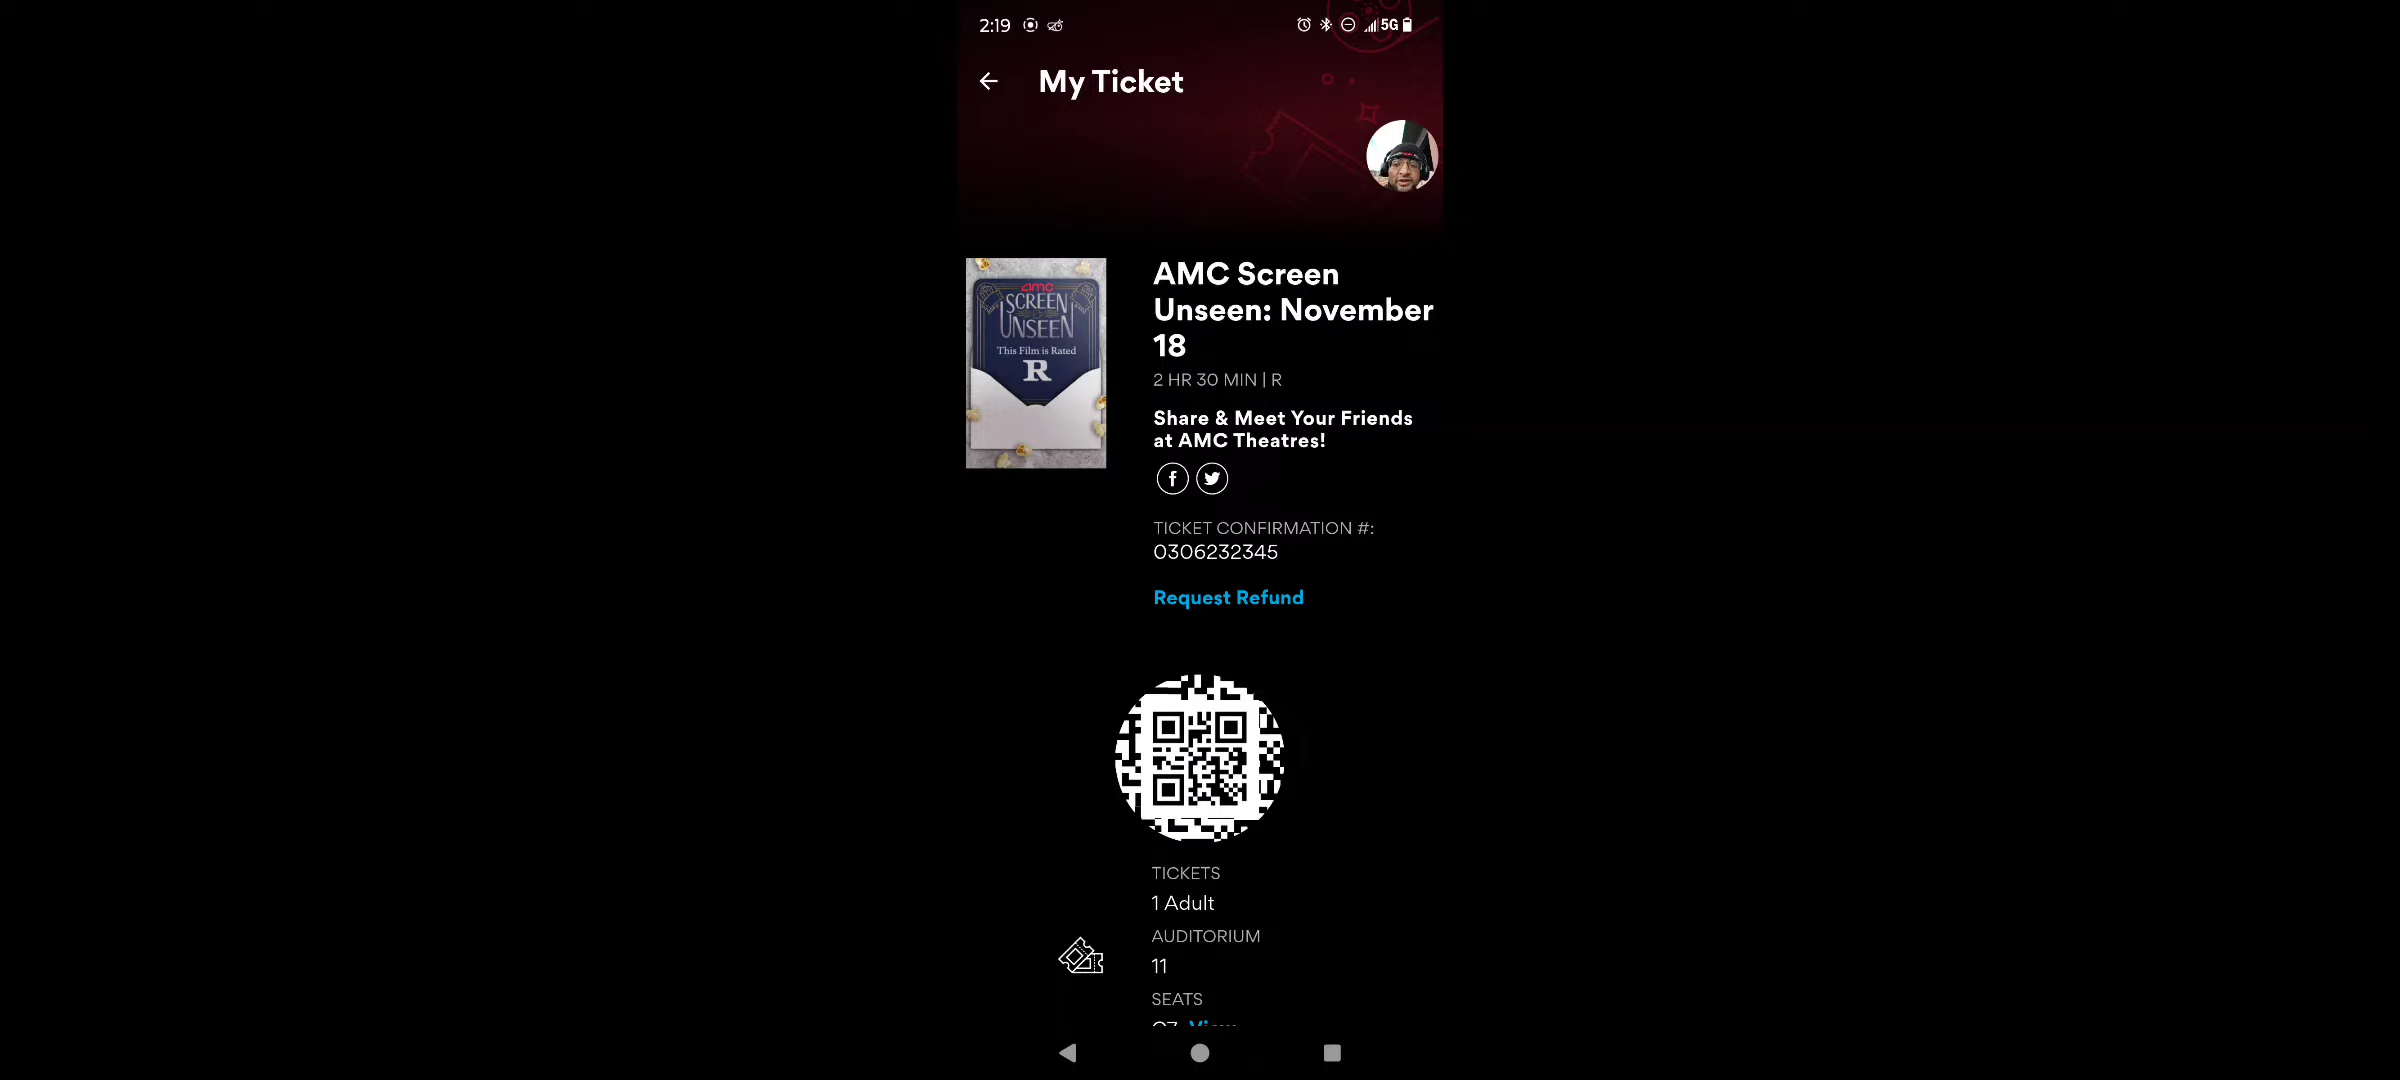 2:19
5G
My Ticket
amc
SCREEN
UNSEEN
This Film is Rated
R
AMC Screen
Unseen: November
18
2 HR 30 MIN | R
Share & Meet Your Friends
at AMC Theatres!
TICKET CONFIRMATION #:
0306232345
Request Refund
TICKETS
1 Adult
AUDITORIUM
11
SEATS
View